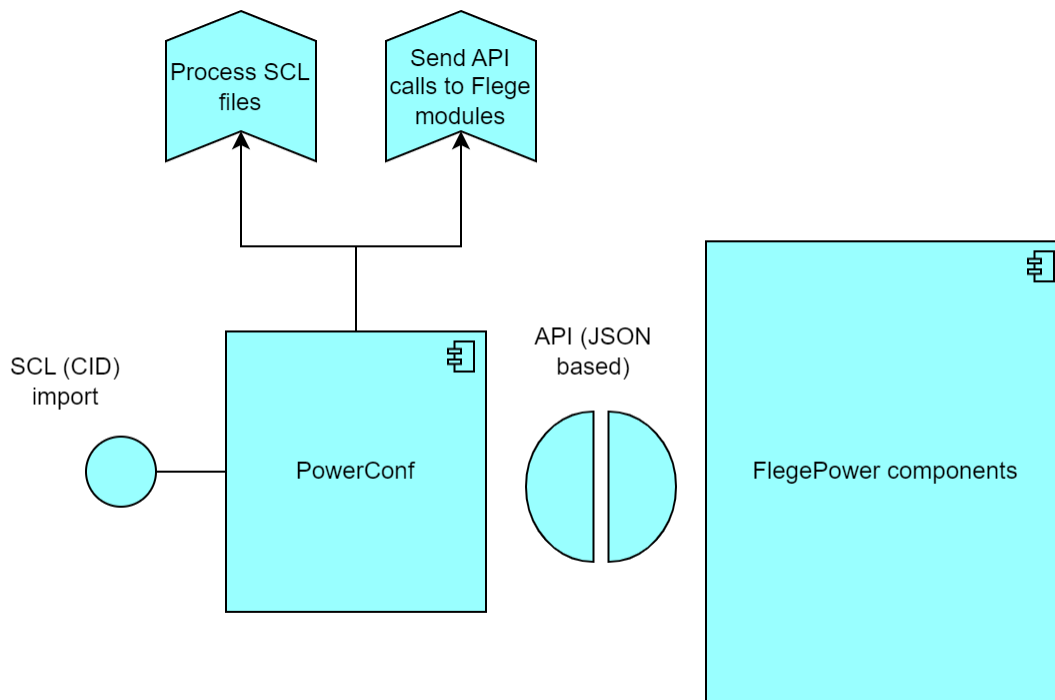 Process SCL
files
Send API
calls to Flege
modules
SCL (CID)
import
PowerConf
API (JSON
based)
FlegePower components